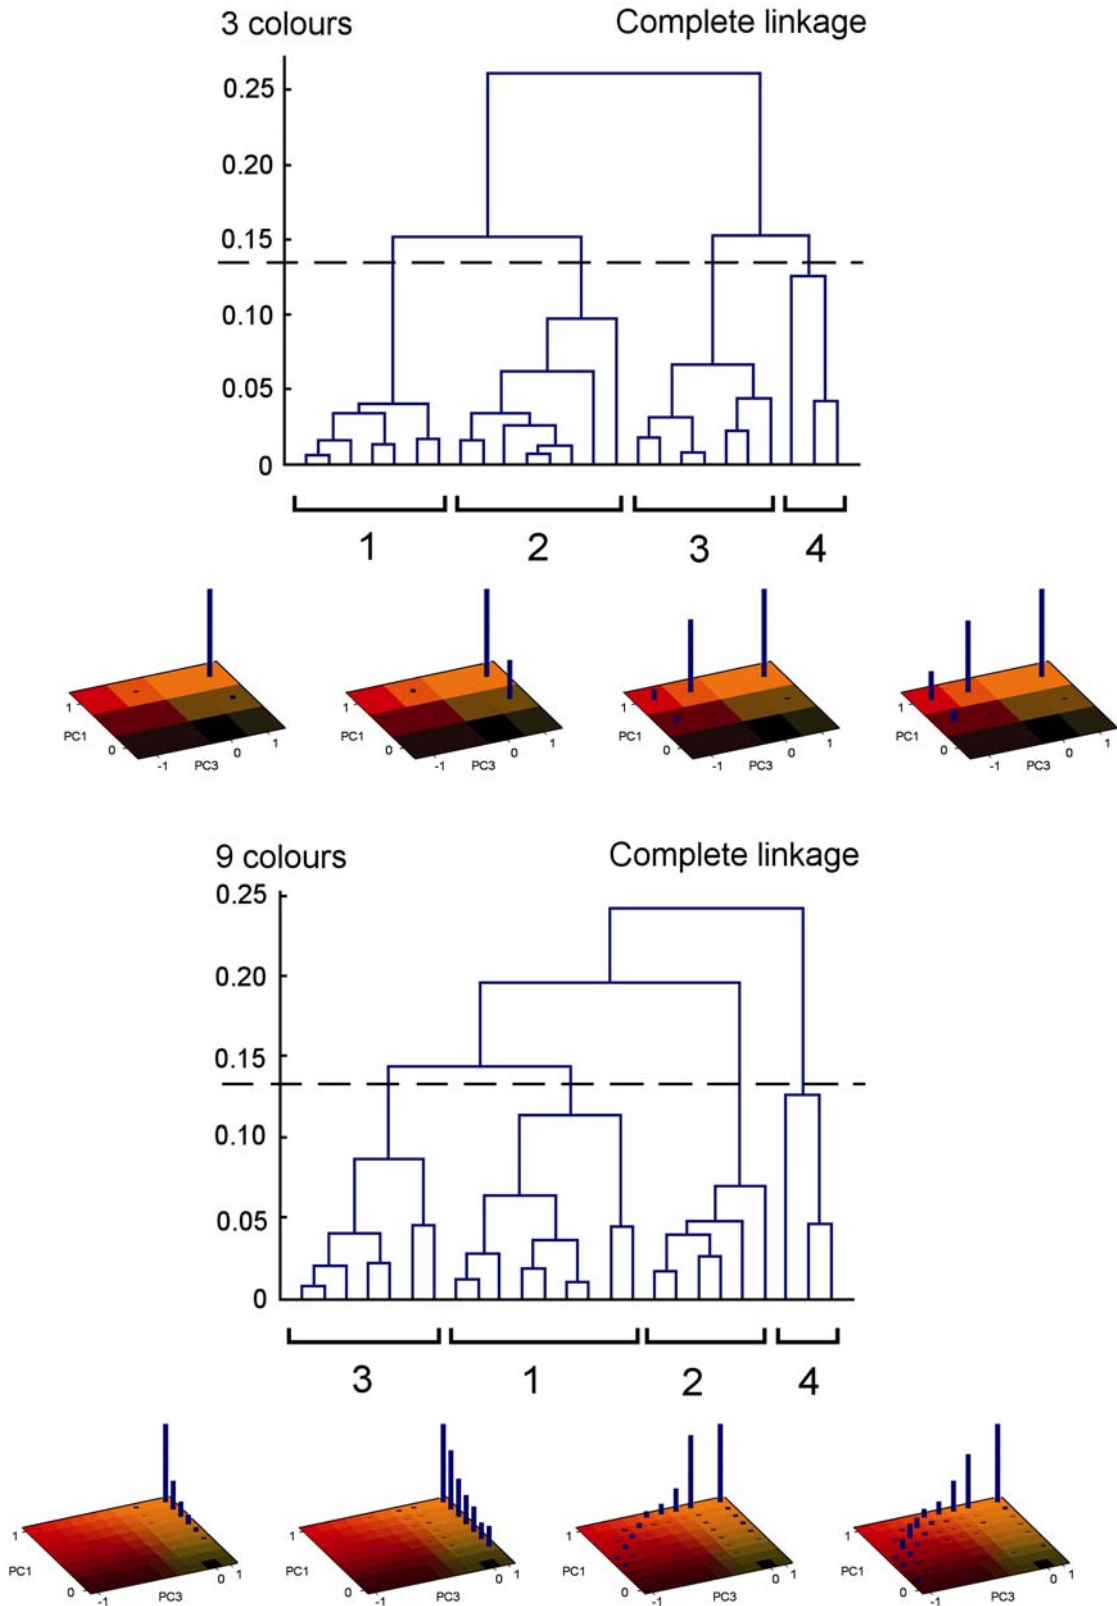 3 colours Complete linkage
0.25
0.20
0.15
0.10
0.05
0
1 2 3 4
1 1 1 1
PC1 0 0 1 PC1 0 0 1 PC1 0 0 1 PC1 0 0 1
-1 PC3 -1 PC3 -1 PC3 -1 PC3
9 colours Complete linkage
0.25
0.20
0.15
0.10
0.05
0
3 1 2 4
1 1 1 1
PC1 0 1 PC1 0 1 PC1 0 1 PC1 0 1
0 -1 PC3 0 -1 PC3 0 -1 PC3 0 -1 PC3